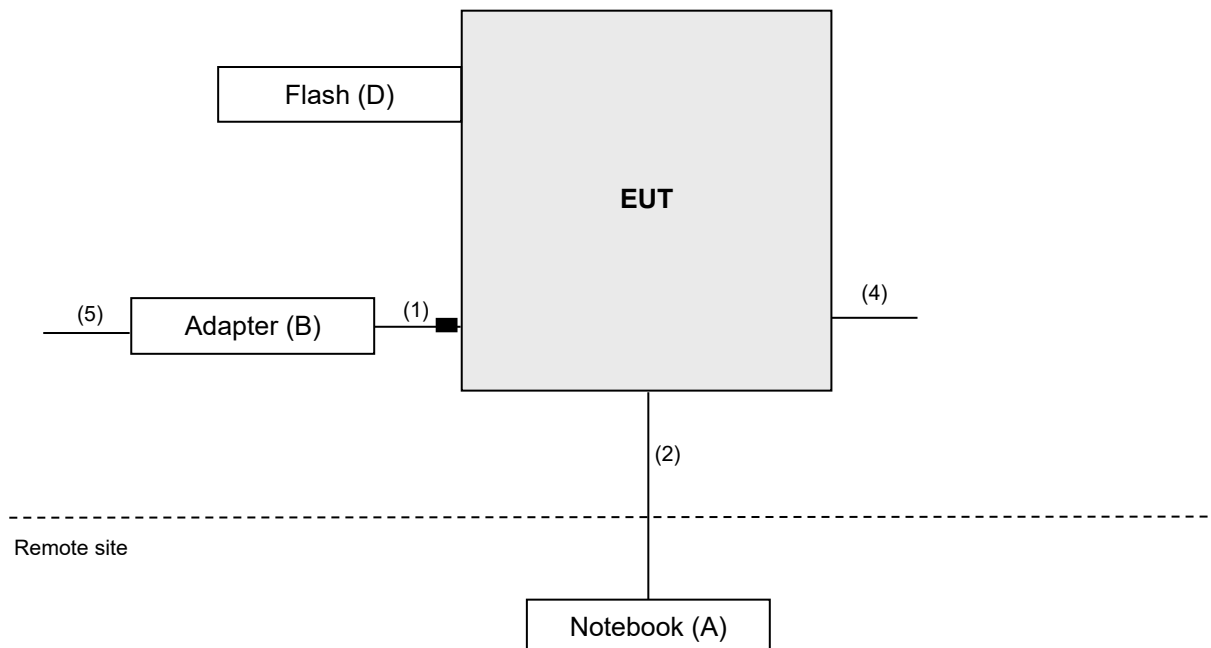 Flash (D)
EUT
(5)
Adapter (B)
(1)
(4)
(2)
Remote site
Notebook (A)